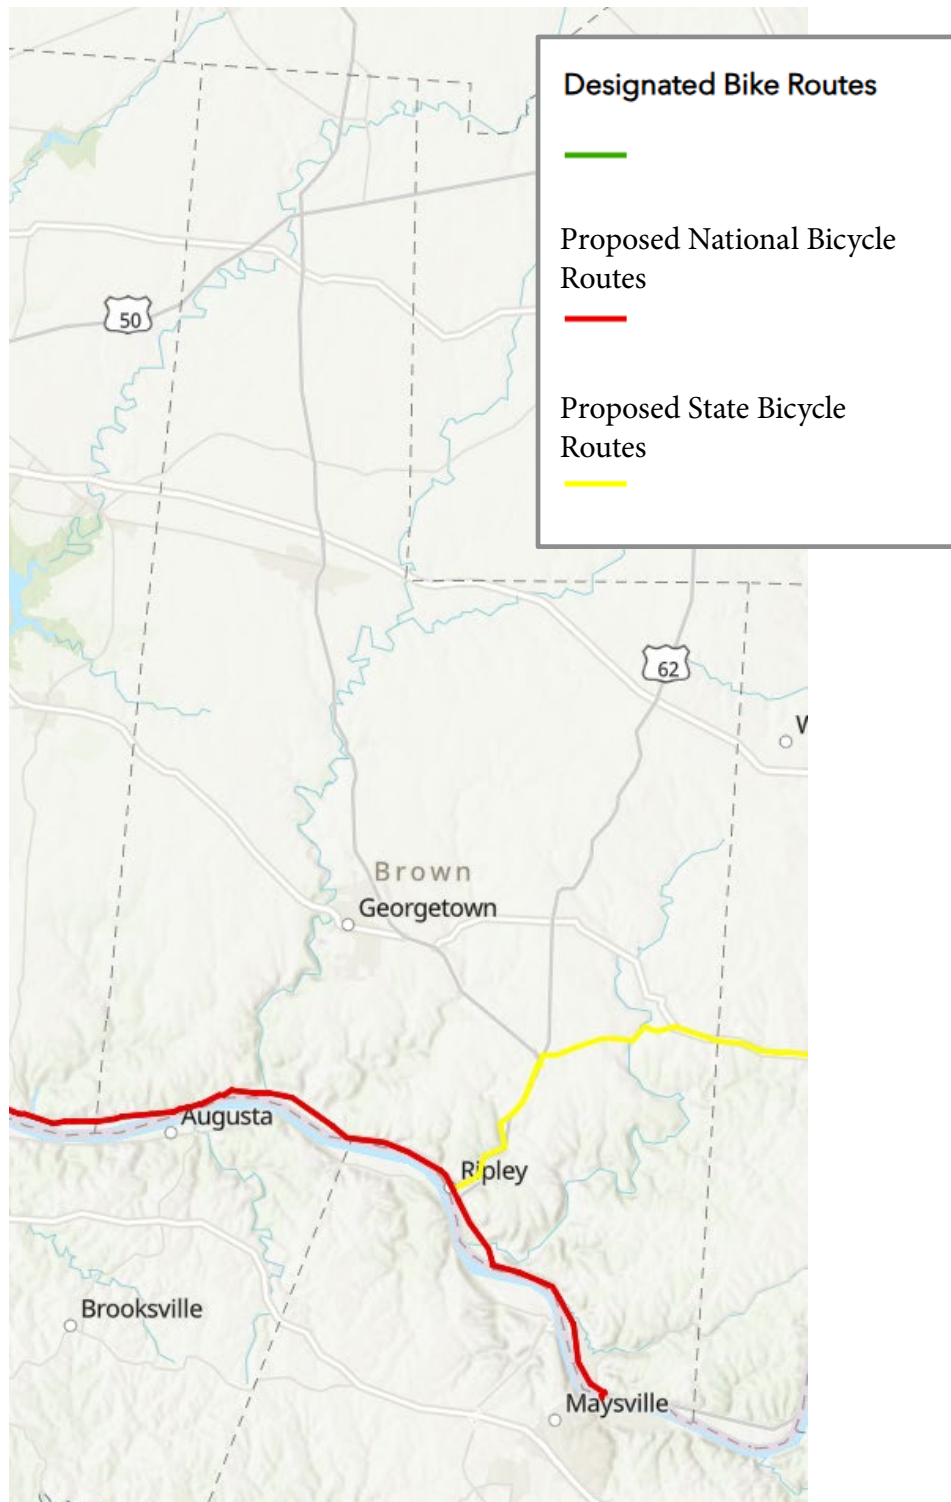 Designated Bike Routes
Proposed National Bicycle
Routes
Proposed State Bicycle
Routes
50
62
W
Brown
Georgetown
Augusta
Ripley
Brooksville
Maysville